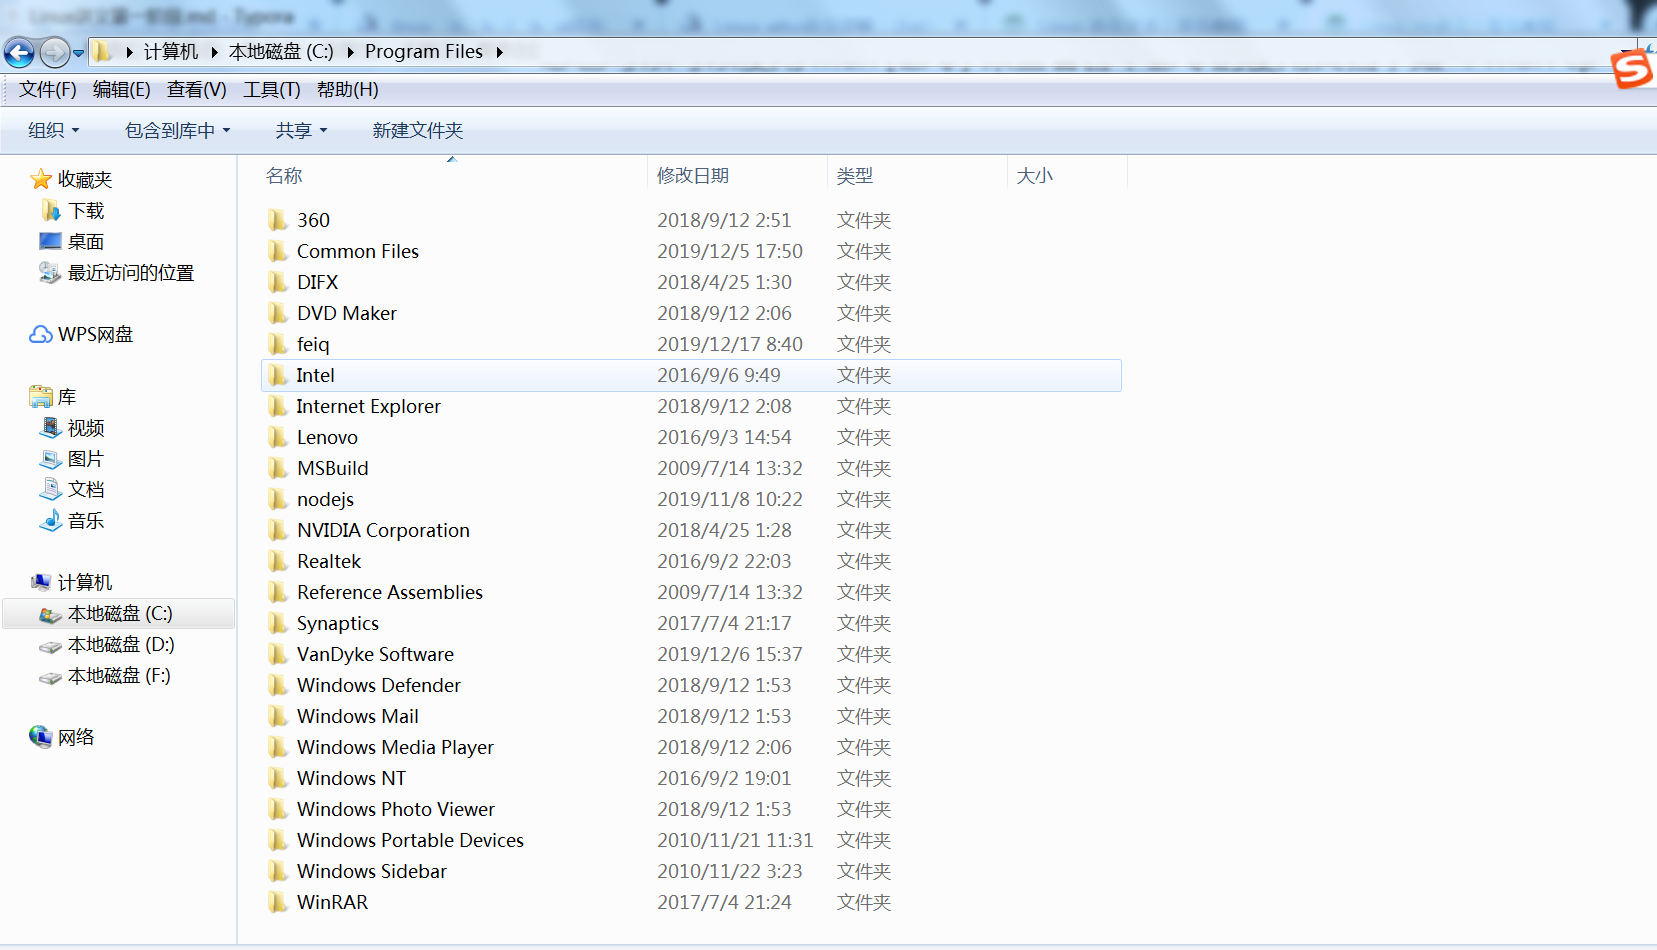 Linux讲义第一阶段.md - Typora
计算机 本地磁盘 (C:) Program Files
文件(F) 编辑(E) 查看(V) 工具(T) 帮助(H)
组织 包含到库中 共享 新建文件夹
收藏夹
下载
桌面
最近访问的位置
WPS网盘
库
视频
图片
文档
音乐
计算机
本地磁盘 (C:)
本地磁盘 (D:)
本地磁盘 (F:)
网络
名称 修改日期 类型 大小
360 2018/9/12 2:51 文件夹
Common Files 2019/12/5 17:50 文件夹
DIFX 2018/4/25 1:30 文件夹
DVD Maker 2018/9/12 2:06 文件夹
feiq 2019/12/17 8:40 文件夹
Intel 2016/9/6 9:49 文件夹
Internet Explorer 2018/9/12 2:08 文件夹
Lenovo 2016/9/3 14:54 文件夹
MSBuild 2009/7/14 13:32 文件夹
nodejs 2019/11/8 10:22 文件夹
NVIDIA Corporation 2018/4/25 1:28 文件夹
Realtek 2016/9/2 22:03 文件夹
Reference Assemblies 2009/7/14 13:32 文件夹
Synaptics 2017/7/4 21:17 文件夹
VanDyke Software 2019/12/6 15:37 文件夹
Windows Defender 2018/9/12 1:53 文件夹
Windows Mail 2018/9/12 1:53 文件夹
Windows Media Player 2018/9/12 2:06 文件夹
Windows NT 2016/9/2 19:01 文件夹
Windows Photo Viewer 2018/9/12 1:53 文件夹
Windows Portable Devices 2010/11/21 11:31 文件夹
Windows Sidebar 2010/11/22 3:23 文件夹
WinRAR 2017/7/4 21:24 文件夹